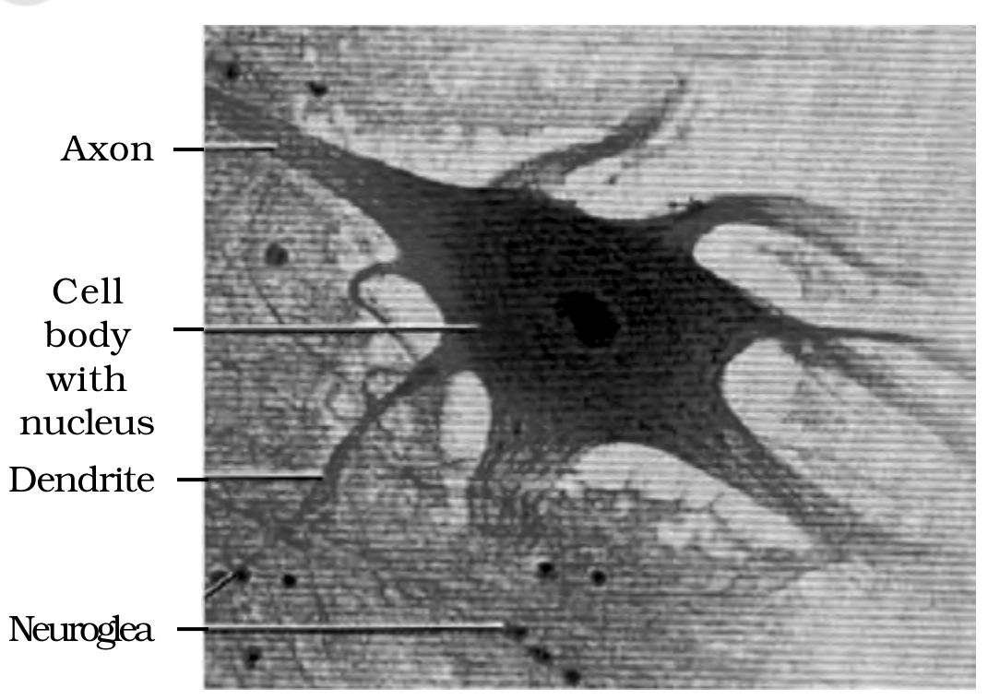 Axon
Cell
body
with
nucleus
Dendrite
Neuroglea